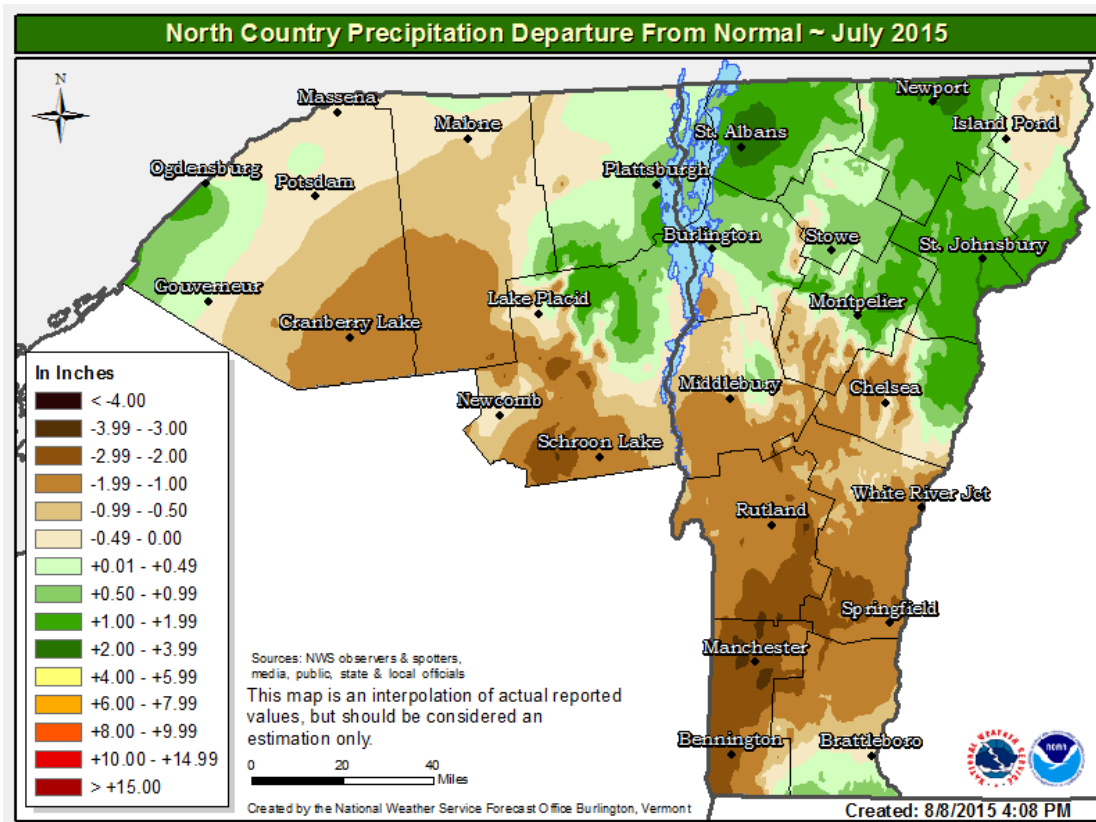 North Country Precipitation Departure From Normal ~ July 2015
N
Massena
Malone
Newport
Island Pond
St. Albans
Ogdensburg
Potsdam
Plattsburgh
Burlington
Stowe
St. Johnsbury
Gouverneur
Lake Placid
Montpelier
Cranberry Lake
Middlebury
Chelsea
Newcomb
Schroon Lake
White River Jct
Rutland
Springfield
Manchester
Bennington
Brattleboro
In Inches
< -4.00
-3.99 - -3.00
-2.99 - -2.00
-1.99 - -1.00
-0.99 - -0.50
-0.49 - 0.00
+0.01 - +0.49
+0.50 - +0.99
+1.00 - +1.99
+2.00 - +3.99
+4.00 - +5.99
+6.00 - +7.99
+8.00 - +9.99
+10.00 - +14.99
> +15.00
Sources: NWS observers & spotters,
media, public, state & local officials
This map is an interpolation of actual reported
values, but should be considered an
estimation only.
0 20 40
Miles
Created by the National Weather Service Forecast Office Burlington, Vermont
NATIONAL WEATHER SERVICE
NOAA
Created: 8/8/2015 4:08 PM